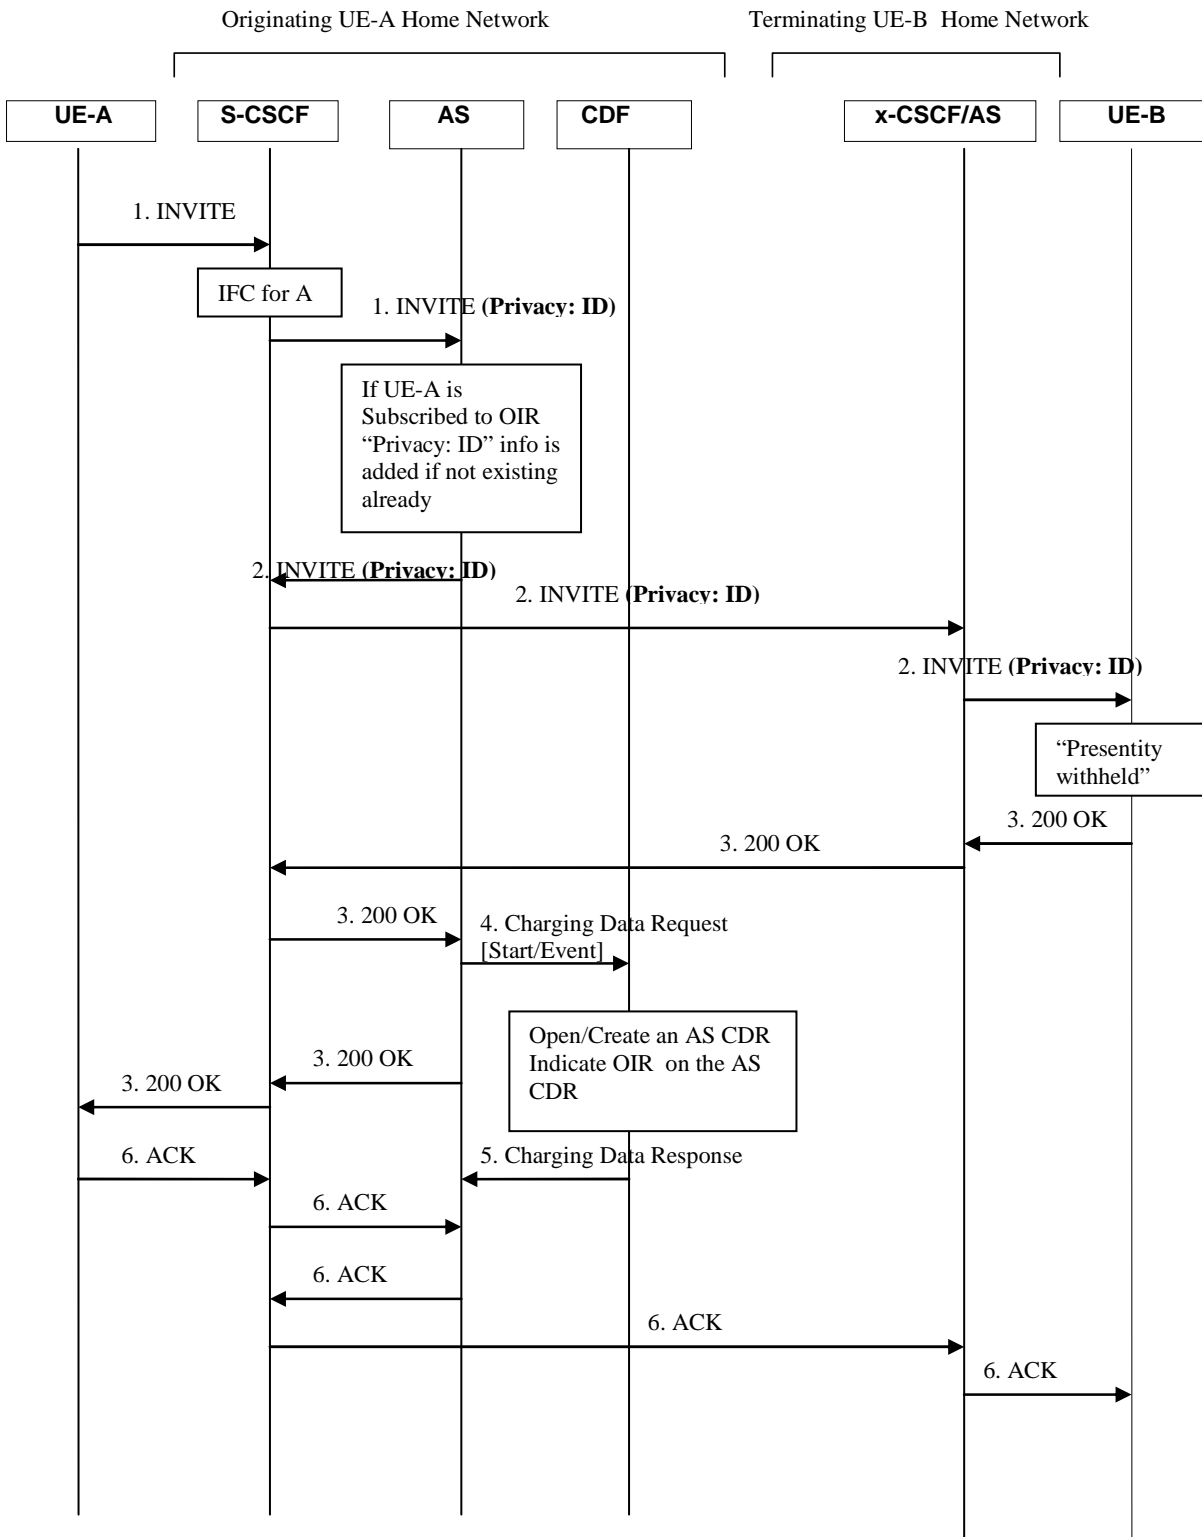 Originating UE-A Home Network
Terminating UE-B Home Network
UE-A
S-CSCF
AS
CDF
x-CSCF/AS
UE-B
1. INVITE
IFC for A
1. INVITE (Privacy: ID)
If UE-A is
Subscribed to OIR
“Privacy: ID” info is
added if not existing
already
2. INVITE (Privacy: ID)
2. INVITE (Privacy: ID)
2. INVITE (Privacy: ID)
“Presentity
withheld”
3. 200 OK
3. 200 OK
3. 200 OK
4. Charging Data Request
[Start/Event]
Open/Create an AS CDR
Indicate OIR on the AS
CDR
3. 200 OK
3. 200 OK
6. ACK
5. Charging Data Response
6. ACK
6. ACK
6. ACK
6. ACK